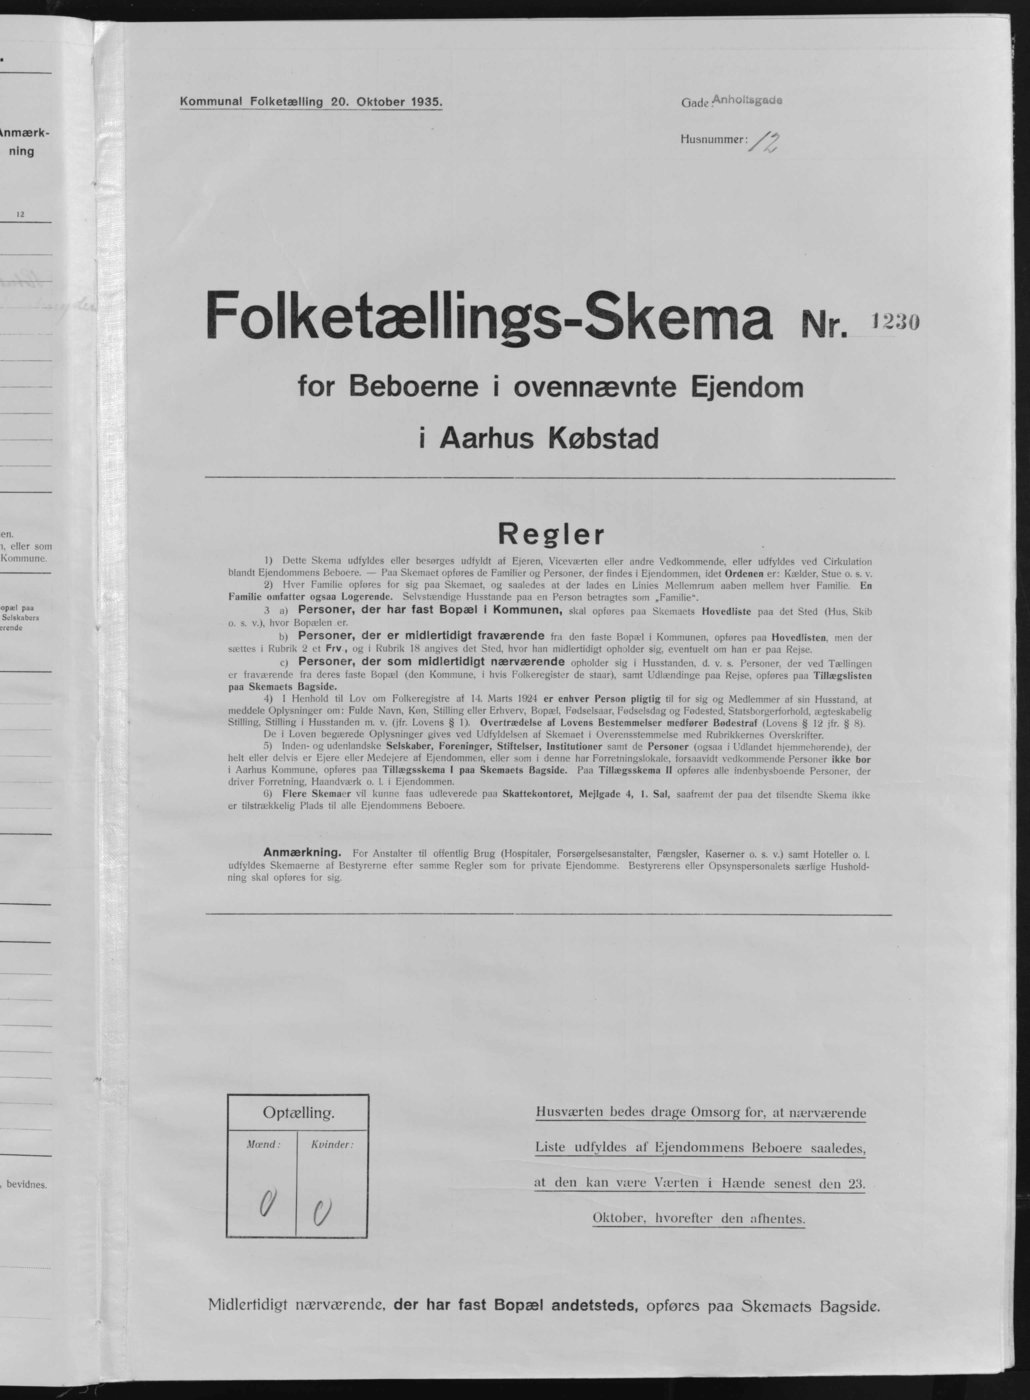 Kommunal Folketælling 20. Oktober 1935.
Gade: Anholtsgade
Husnummer: 12
Folketællings-Skema Nr. 1230
for Beboerne i ovennævnte Ejendom
i Aarhus Købstad
Regler
1) Dette Skema udfyldes eller besørges udfyldt af Ejeren, Viceværten eller andre Vedkommende, eller udfyldes ved Cirkulation
blandt Ejendommens Beboere. — Paa Skemaet opføres de Familier og Personer, der findes i Ejendommen, idet Ordenen er: Kælder, Stue o. s. v.
2) Hver Familie opføres for sig paa Skemaet, og saaledes at der lades en Linies Mellemrum aaben mellem hver Familie. En
Familie omfatter ogsaa Logerende. Selvstændige Husstande paa en Person betragtes som „Familie“.
3 a) Personer, der har fast Bopæl i Kommunen, skal opføres paa Skemaets Hovedliste paa det Sted (Hus, Skib
o. s. v.), hvor Bopælen er.
b) Personer, der er midlertidigt fraværende fra den faste Bopæl i Kommunen, opføres paa Hovedlisten, men der
sættes i Rubrik 2 et Frv., og i Rubrik 18 angives det Sted, hvor han midlertidigt opholder sig, eventuelt om han er paa Rejse.
c) Personer, der som midlertidigt nærværende opholder sig i Husstanden, d. v. s. Personer, der ved Tællingen
er fraværende fra deres faste Bopæl (den Kommune, i hvis Folkeregister de staar), samt Udlændinge paa Rejse, opføres paa Tillægslisten
paa Skemaets Bagside.
4) I Henhold til Lov om Folkeregistre af 14. Marts 1924 er enhver Person pligtig til for sig og Medlemmer af sin Husstand, at
meddele Oplysninger om: Fulde Navn, Køn, Stilling eller Erhverv, Bopæl, Fødselsaar, Fødselsdag og Fødested, Statsborgerforhold, ægteskabelig
Stilling, Stilling i Husstanden m. v. (jfr. Lovens § 1). Overtrædelse af Lovens Bestemmelser medfører Bødestraf (Lovens § 12 jfr. § 8).
De i Loven begærede Oplysninger gives ved Udfyldelsen af Skemaet i Overensstemmelse med Rubrikkernes Overskrifter.
5) Inden- og udenlandske Selskaber, Foreninger, Stiftelser, Institutioner samt de Personer (ogsaa i Udlandet hjemmehørende), der
helt eller delvis er Ejere eller Medejere af Ejendommen, eller som i denne har Forretningslokale, forsaavidt vedkommende Personer ikke bor
i Aarhus Kommune, opføres paa Tillægsskema I paa Skemaets Bagside. Paa Tillægsskema II opføres alle indenbysboende Personer, der
driver Forretning, Haandværk o. l. i Ejendommen.
6) Flere Skemaer vil kunne faas udleverede paa Skattekontoret, Mejlgade 4, 1. Sal, saafremt der paa det tilsendte Skema ikke
er tilstrækkelig Plads til alle Ejendommens Beboere.
Anmærkning. For Anstalter til offentlig Brug (Hospitaler, Forsørgelsesanstalter, Fængsler, Kaserner o. s. v.) samt Hoteller o. l.
udfyldes Skemaerne af Bestyrerne efter samme Regler som for private Ejendomme. Bestyrerens eller Opsynspersonalets særlige Hushold-
ning skal opføres for sig.
Optælling.
Mænd: Kvinder:
0 0
Husværten bedes drage Omsorg for, at nærværende
Liste udfyldes af Ejendommens Beboere saaledes,
at den kan være Værten i Hænde senest den 23.
Oktober, hvorefter den afhentes.
Midlertidigt nærværende, der har fast Bopæl andetsteds, opføres paa Skemaets Bagside.
Anmærk-
ning
12
en.
, eller som
Kommune.
opæl paa
Selskabers
erende
, bevidnes.